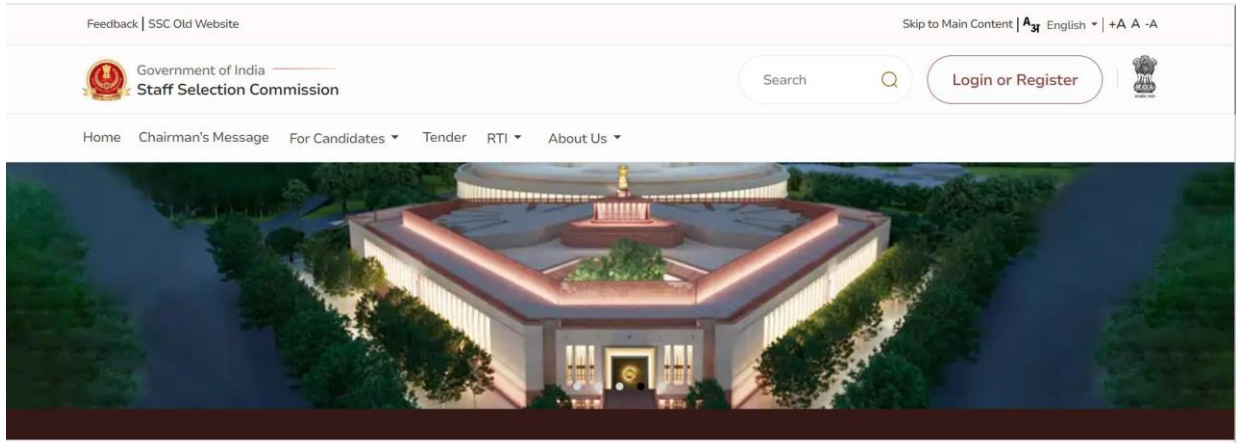 Feedback | SSC Old Website
Skip to Main Content | Aअ English | +A A -A
Government of India
Staff Selection Commission
Search
Login or Register
Home Chairman's Message For Candidates Tender RTI About Us